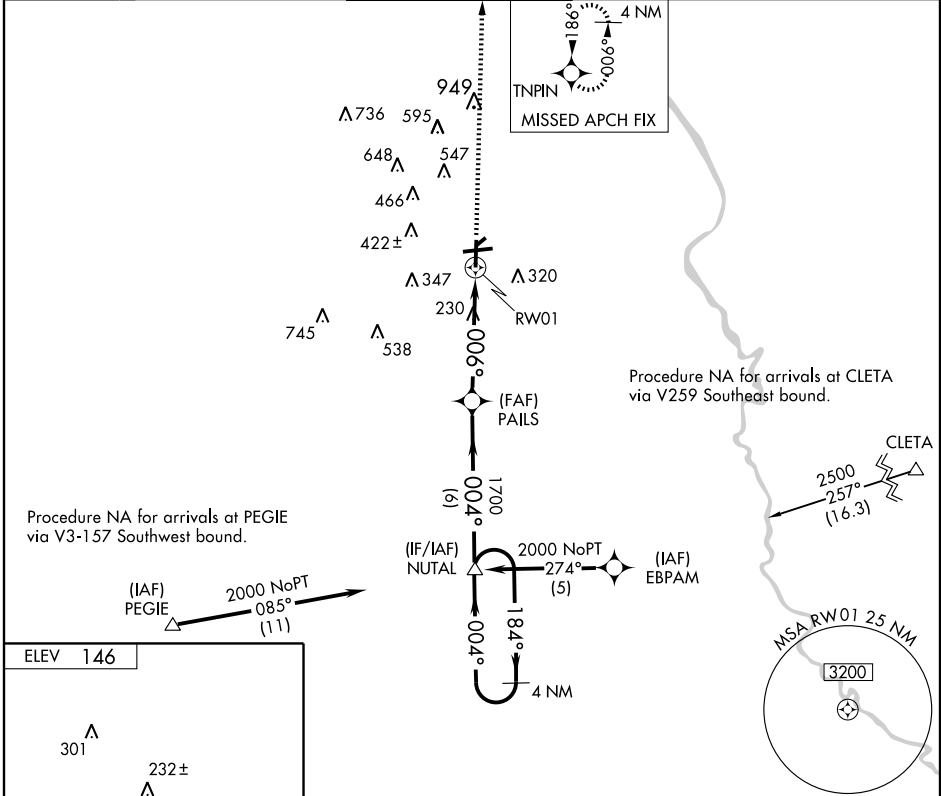 186°
4 NM
006°
TNPIN
MISSED APCH FIX
949
736
595
648
547
466
422±
347
320
230
RW01
745
538
006°
Procedure NA for arrivals at CLETA
via V259 Southeast bound.
(FAF)
PAILS
CLETA
2500
257°
(16.3)
1700
004°
(6)
Procedure NA for arrivals at PEGIE
via V3-157 Southwest bound.
(IF/IAF)
NUTAL
2000 NoPT
274°
(5)
(IAF)
EBPAM
(IAF)
PEGIE
2000 NoPT
085°
(11)
004°
184°
4 NM
MSA RW01 25 NM
3200
ELEV 146
301
232±